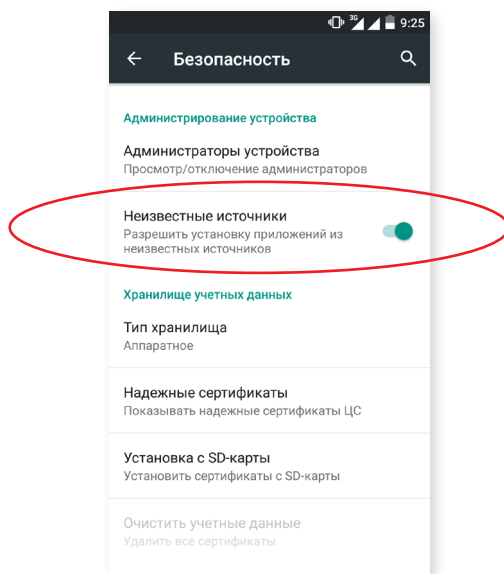 3G 9:25
Безопасность
Администрирование устройства
Администраторы устройства
Просмотр/отключение администраторов
Неизвестные источники
Разрешить установку приложений из
неизвестных источников
Хранилище учетных данных
Тип хранилища
Аппаратное
Надежные сертификаты
Показывать надежные сертификаты ЦС
Установка с SD-карты
Установить сертификаты с SD-карты
Очистить учетные данные
Удалить все сертификаты